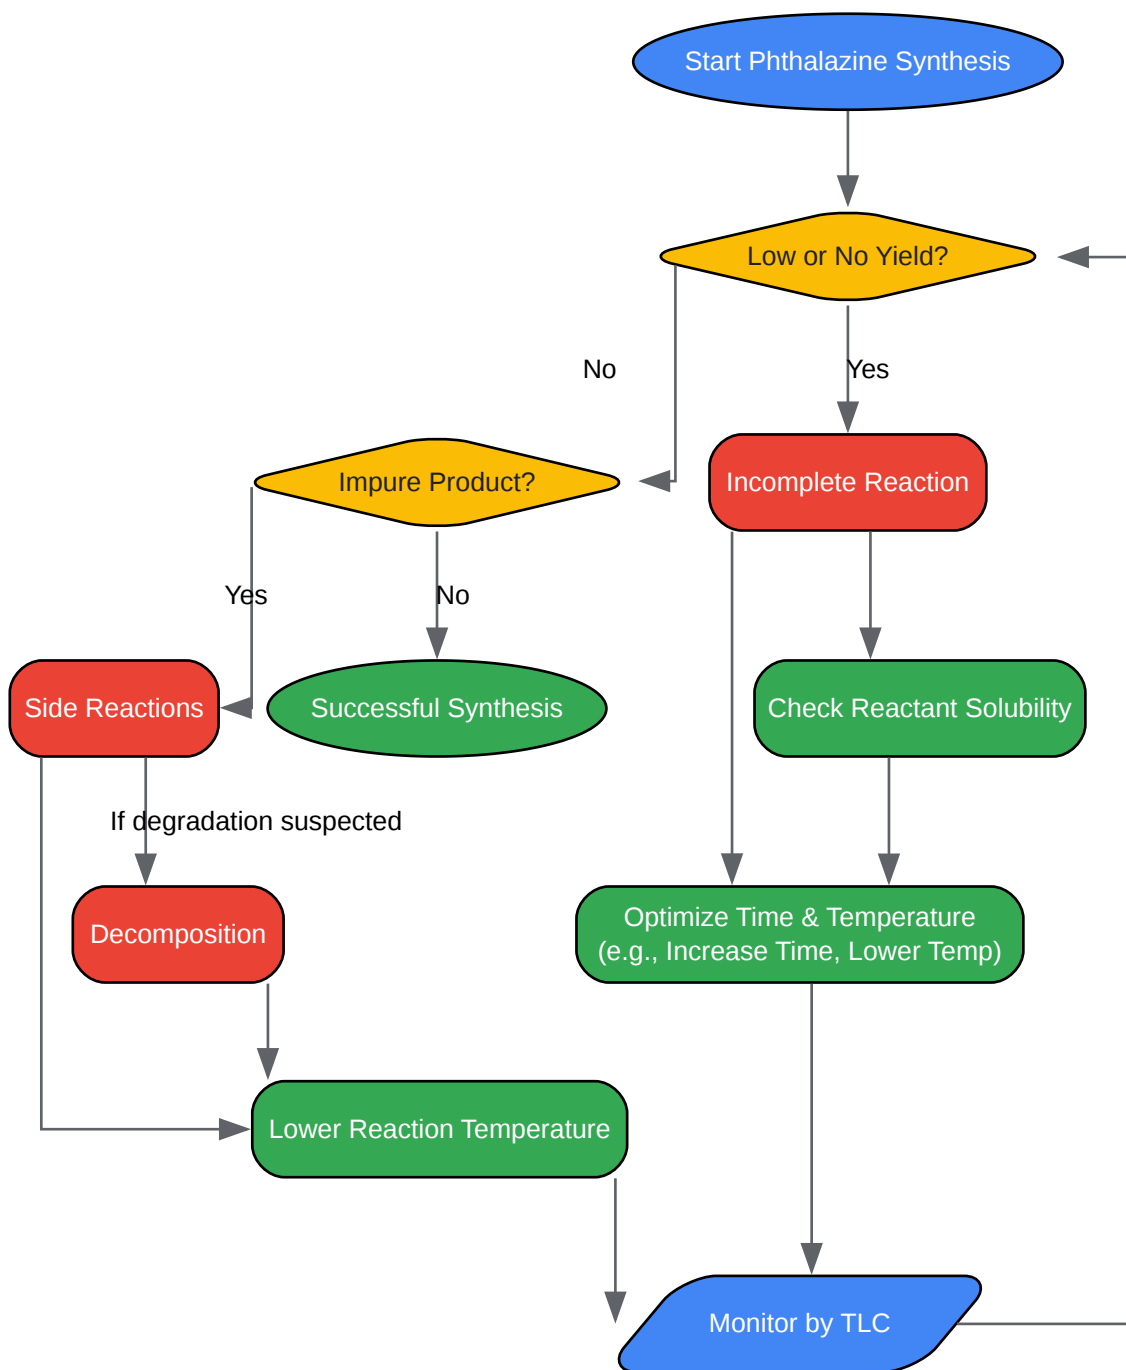 Start Phthalazine Synthesis
Low or No Yield?
No
Yes
Impure Product?
Incomplete Reaction
Yes
No
Side Reactions
Successful Synthesis
Check Reactant Solubility
If degradation suspected
Decomposition
Optimize Time & Temperature
(e.g., Increase Time, Lower Temp)
Lower Reaction Temperature
Monitor by TLC